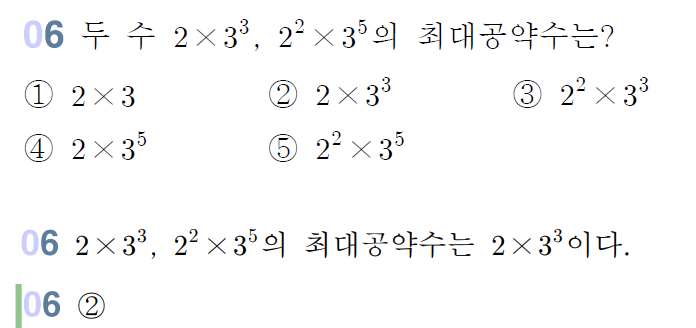 06 두 수 2×3³, 2²×3⁵의 최대공약수는?
① 2×3 ② 2×3³ ③ 2²×3³
④ 2×3⁵ ⑤ 2²×3⁵
06 2×3³, 2²×3⁵의 최대공약수는 2×3³이다.
06 ②